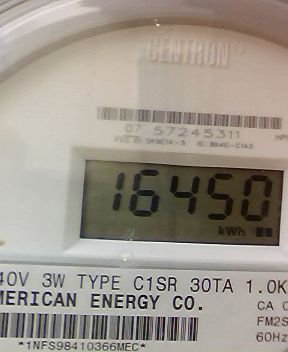 CENTRON®
07 57245311
16450
kWh
40V 3W TYPE C1SR 30TA 1.0K
MERICAN ENERGY CO.
CA
FM2S
60Hz
*1NFS98410366MEC*